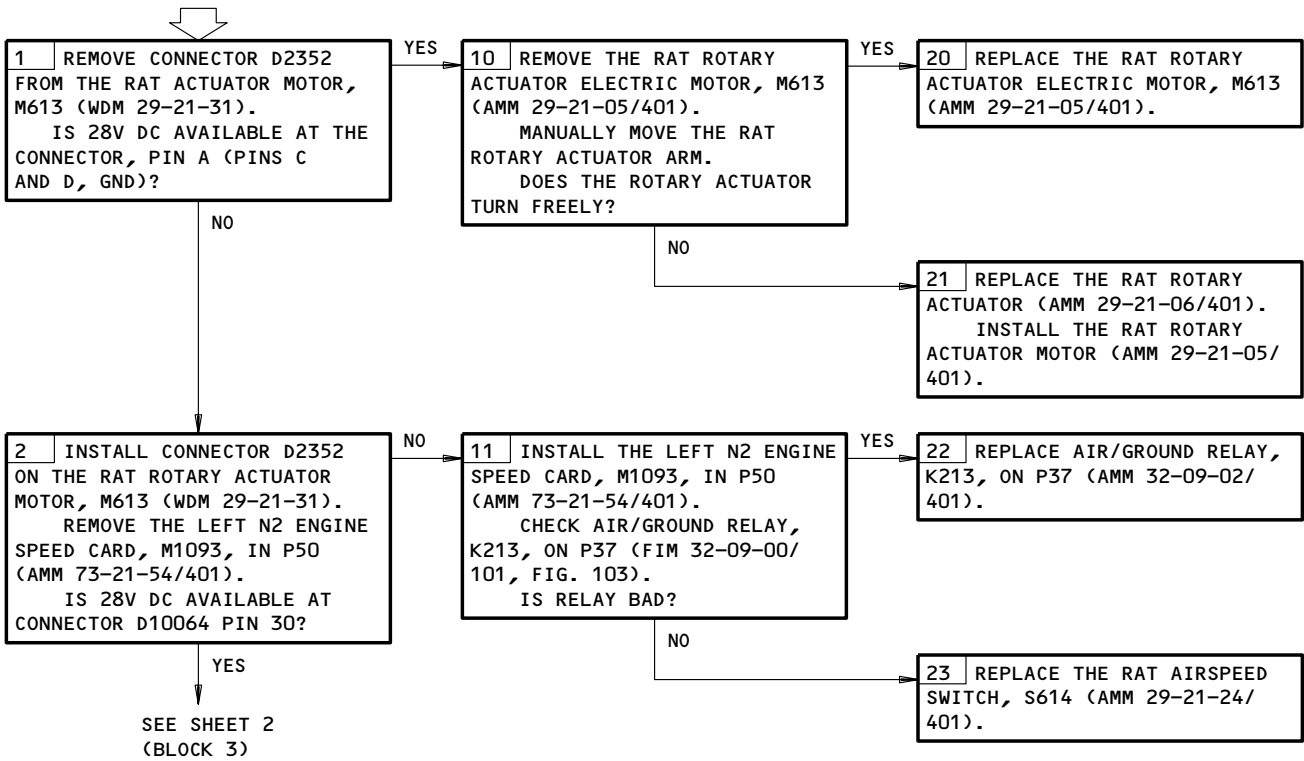 1 REMOVE CONNECTOR D2352
FROM THE RAT ACTUATOR MOTOR,
M613 (WDM 29-21-31).
IS 28V DC AVAILABLE AT THE
CONNECTOR, PIN A (PINS C
AND D, GND)?
YES
NO
10 REMOVE THE RAT ROTARY
ACTUATOR ELECTRIC MOTOR, M613
(AMM 29-21-05/401).
MANUALLY MOVE THE RAT
ROTARY ACTUATOR ARM.
DOES THE ROTARY ACTUATOR
TURN FREELY?
YES
NO
20 REPLACE THE RAT ROTARY
ACTUATOR ELECTRIC MOTOR, M613
(AMM 29-21-05/401).
21 REPLACE THE RAT ROTARY
ACTUATOR (AMM 29-21-06/401).
INSTALL THE RAT ROTARY
ACTUATOR MOTOR (AMM 29-21-05/
401).
2 INSTALL CONNECTOR D2352
ON THE RAT ROTARY ACTUATOR
MOTOR, M613 (WDM 29-21-31).
REMOVE THE LEFT N2 ENGINE
SPEED CARD, M1093, IN P50
(AMM 73-21-54/401).
IS 28V DC AVAILABLE AT
CONNECTOR D10064 PIN 30?
NO
YES
SEE SHEET 2
(BLOCK 3)
11 INSTALL THE LEFT N2 ENGINE
SPEED CARD, M1093, IN P50
(AMM 73-21-54/401).
CHECK AIR/GROUND RELAY,
K213, ON P37 (FIM 32-09-00/
101, FIG. 103).
IS RELAY BAD?
YES
NO
22 REPLACE AIR/GROUND RELAY,
K213, ON P37 (AMM 32-09-02/
401).
23 REPLACE THE RAT AIRSPEED
SWITCH, S614 (AMM 29-21-24/
401).